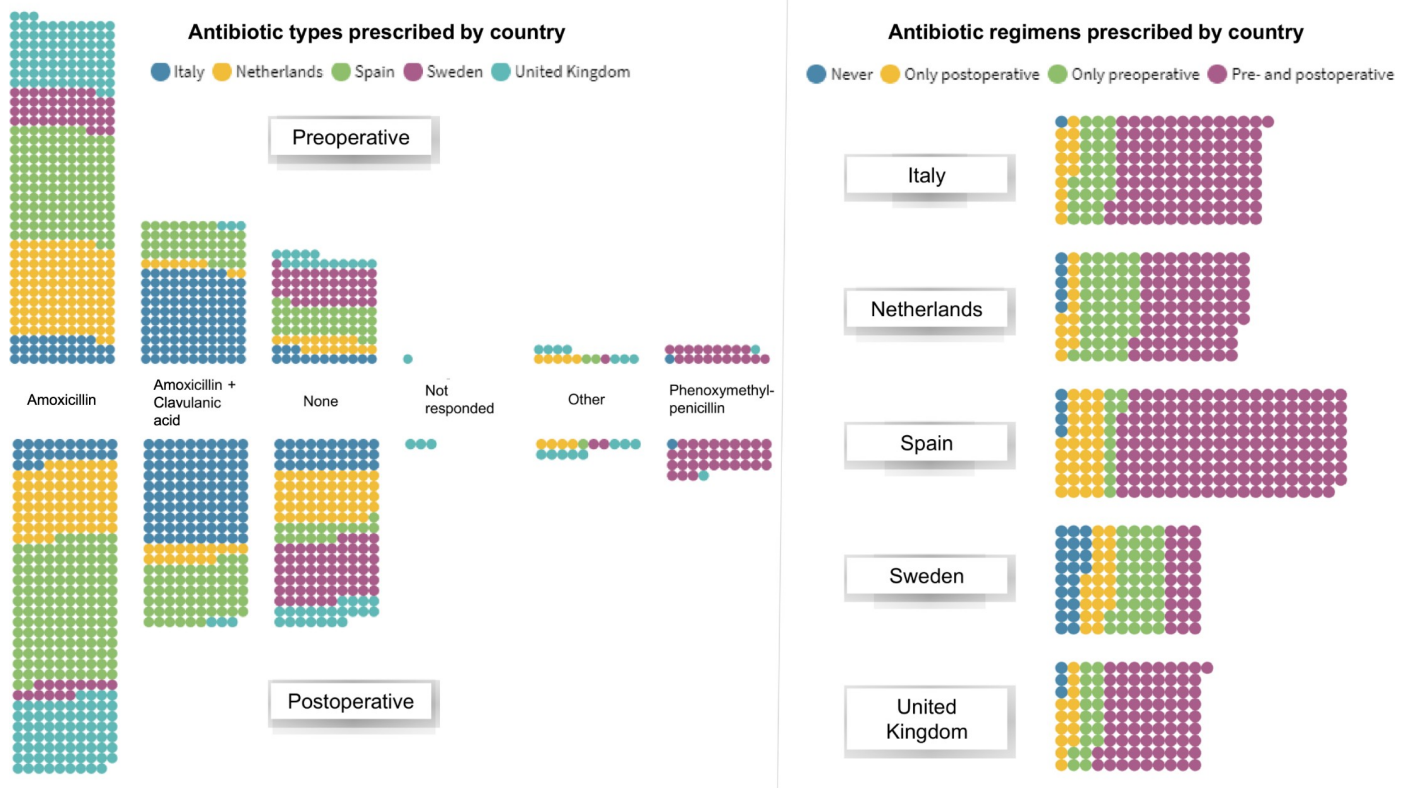 Antibiotic types prescribed by country
Italy Netherlands Spain Sweden United Kingdom
Preoperative
Amoxicillin
Amoxicillin +
Clavulanic
acid
None
Not
responded
Other
Phenoxymethyl-
penicillin
Postoperative
Antibiotic regimens prescribed by country
Never Only postoperative Only preoperative Pre- and postoperative
Italy
Netherlands
Spain
Sweden
United
Kingdom